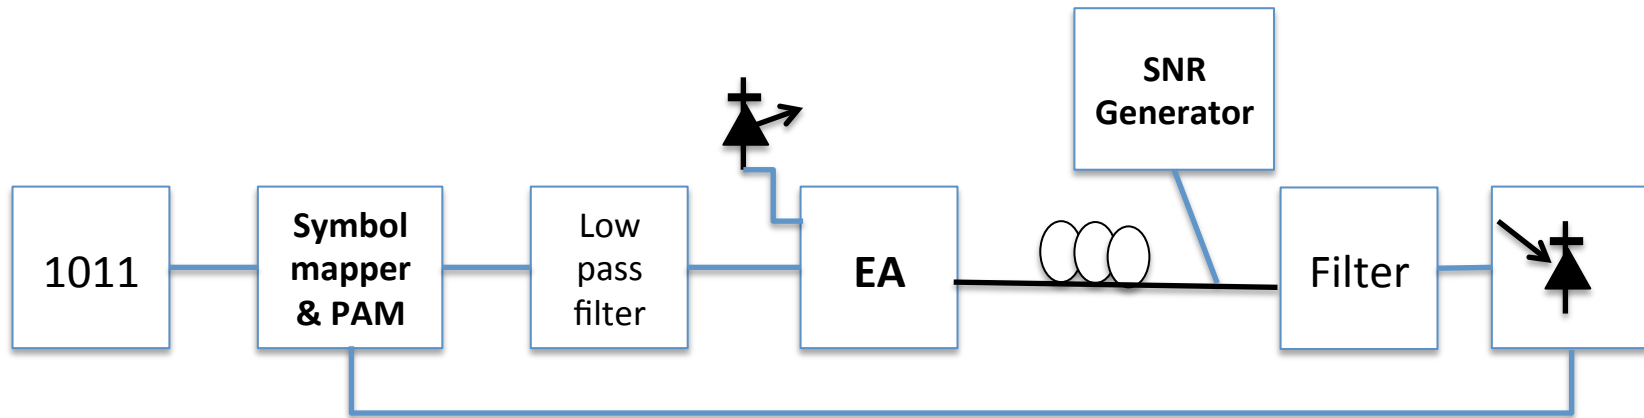 1011
Symbol
mapper
& PAM
Low
pass
filter
EA
SNR
Generator
Filter